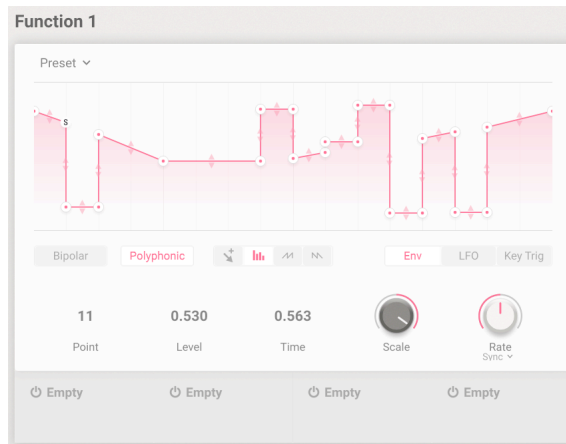 Function 1
Preset
S
Bipolar Polyphonic Env LFO Key Trig
11 0.530 0.563
Point Level Time Scale Rate
Sync
Empty Empty Empty Empty